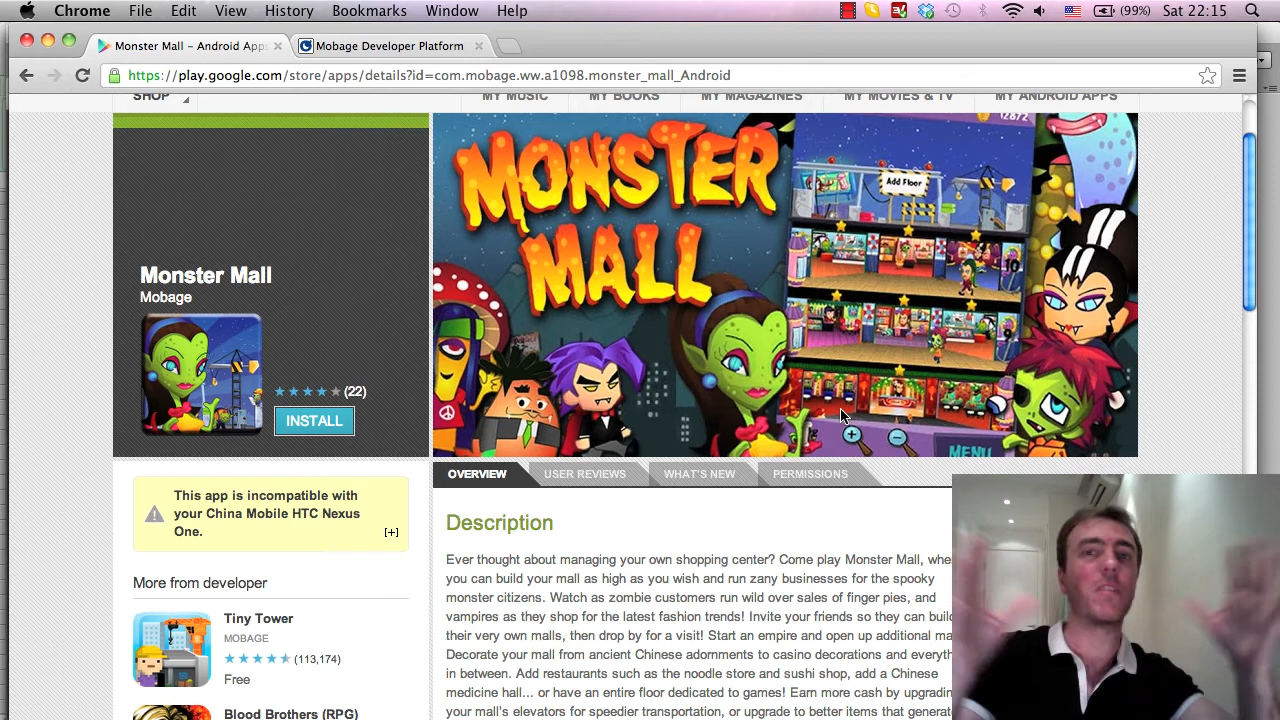 Chrome File Edit View History Bookmarks Window Help (99%) Sat 22:15
Monster Mall – Android Apps Mobage Developer Platform
https://play.google.com/store/apps/details?id=com.mobage.ww.a1098.monster_mall_Android
SHOP MY MUSIC MY BOOKS MY MAGAZINES MY MOVIES & TV MY ANDROID APPS
12872
MONSTER
MALL
Add Floor
10
MENU
Monster Mall
Mobage
(22)
INSTALL
OVERVIEW USER REVIEWS WHAT'S NEW PERMISSIONS
This app is incompatible with
your China Mobile HTC Nexus
One.
[+]
More from developer
Tiny Tower
MOBAGE
(113,174)
Free
Blood Brothers (RPG)
Description
Ever thought about managing your own shopping center? Come play Monster Mall, whe
you can build your mall as high as you wish and run zany businesses for the spooky
monster citizens. Watch as zombie customers run wild over sales of finger pies, and
vampires as they shop for the latest fashion trends! Invite your friends so they can build
their very own malls, then drop by for a visit! Start an empire and open up additional ma
Decorate your mall from ancient Chinese adornments to casino decorations and everyth
in between. Add restaurants such as the noodle store and sushi shop, add a Chinese
medicine hall... or have an entire floor dedicated to games! Earn more cash by upgradin
your mall's elevators for speedier transportation, or upgrade to better items that generat